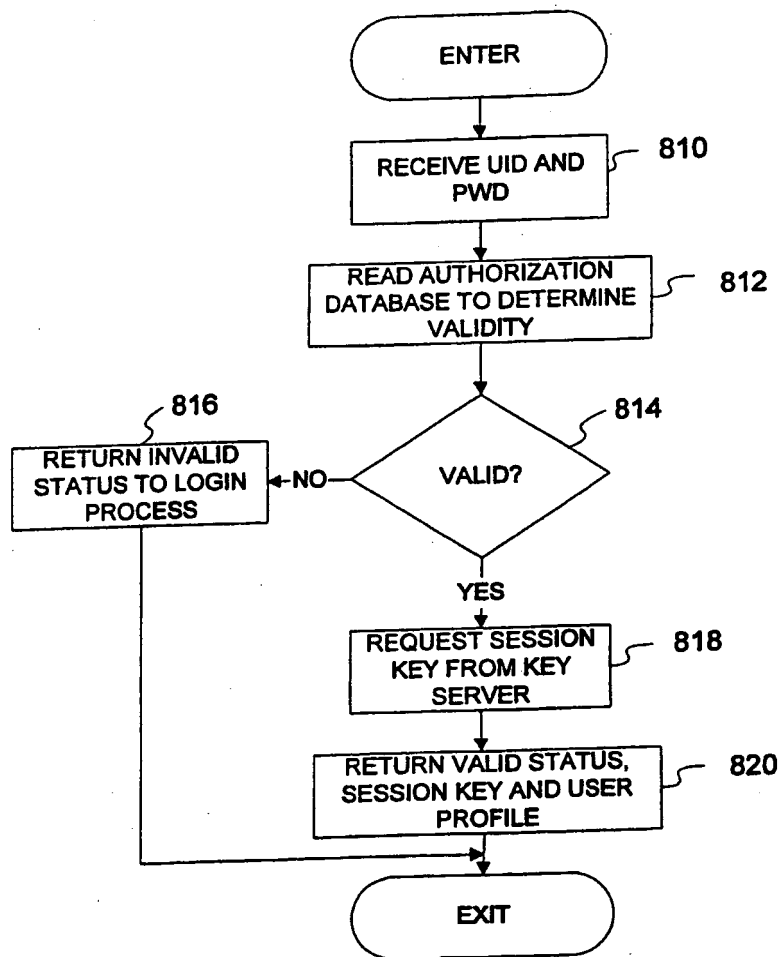 ENTER
RECEIVE UID AND
PWD
810
READ AUTHORIZATION
DATABASE TO DETERMINE
VALIDITY
812
816
RETURN INVALID
STATUS TO LOGIN
PROCESS
NO
VALID?
814
YES
REQUEST SESSION
KEY FROM KEY
SERVER
818
RETURN VALID STATUS,
SESSION KEY AND USER
PROFILE
820
EXIT